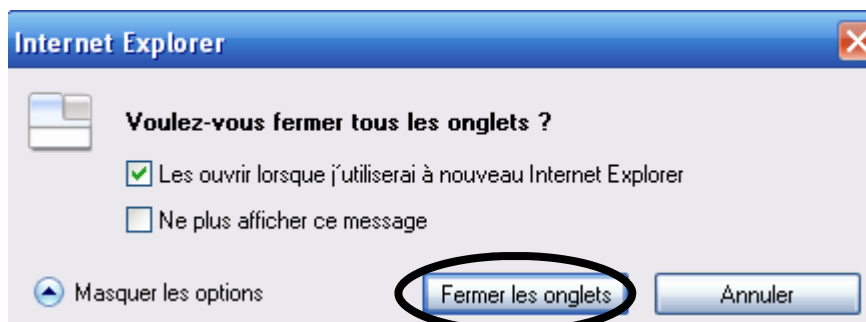 Internet Explorer
Voulez-vous fermer tous les onglets ?
Les ouvrir lorsque j'utiliserai à nouveau Internet Explorer
Ne plus afficher ce message
Masquer les options
Fermer les onglets
Annuler